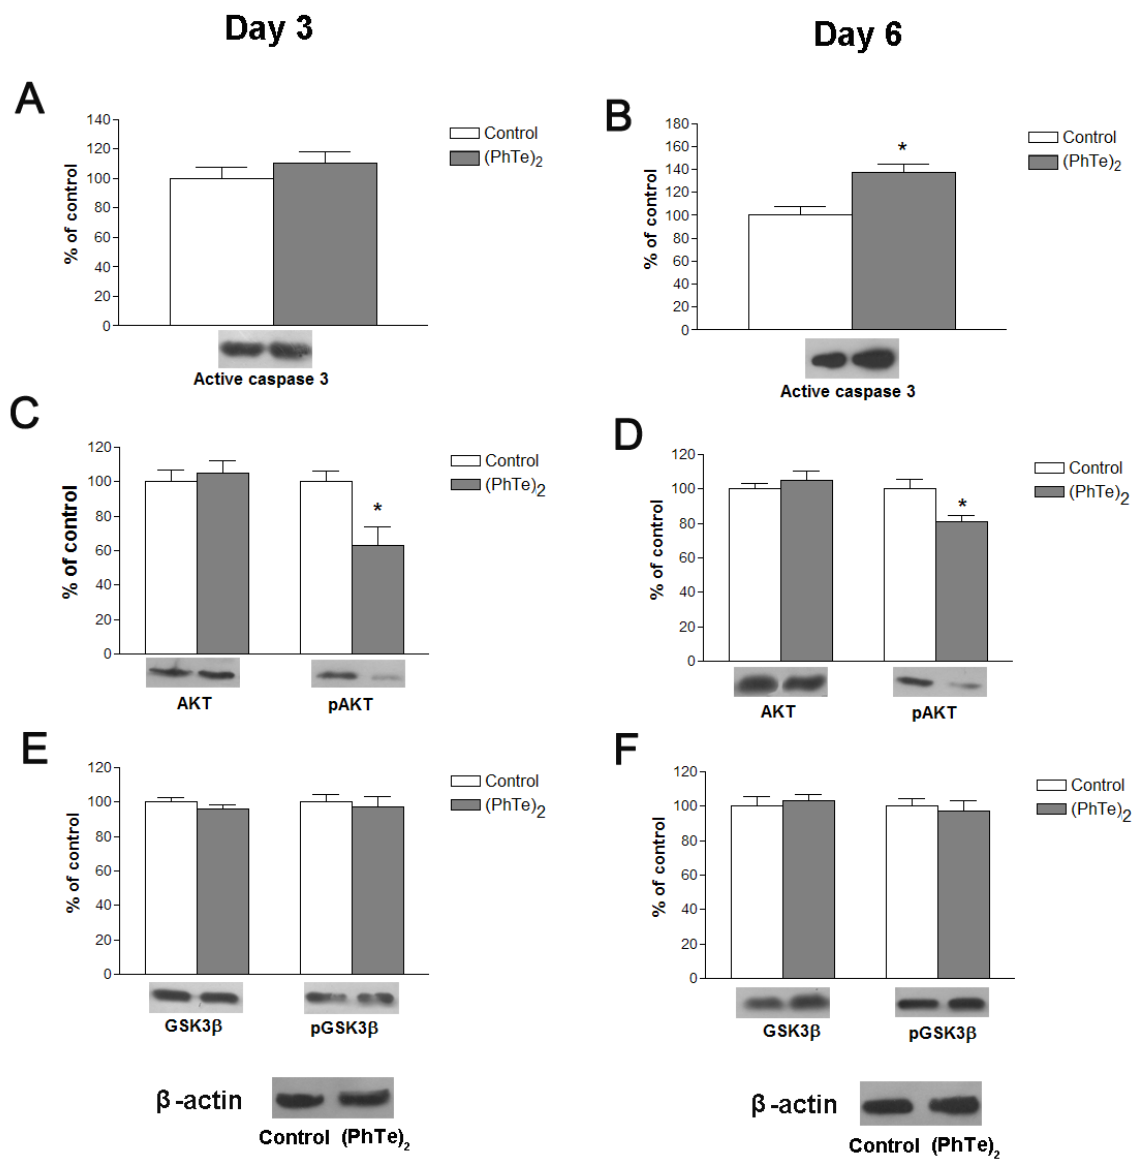 Day 3
Day 6
A
140
120
100
80
60
40
20
0
% of control
Control
(PhTe)2
Active caspase 3
B
180
160
140
120
100
80
60
40
20
0
% of control
*
Control
(PhTe)2
Active caspase 3
C
120
100
80
60
40
20
0
% of control
*
Control
(PhTe)2
AKT
pAKT
D
120
100
80
60
40
20
0
% of control
*
Control
(PhTe)2
AKT
pAKT
E
120
100
80
60
40
20
0
% of control
Control
(PhTe)2
GSK3β
pGSK3β
F
120
100
80
60
40
20
0
% of control
Control
(PhTe)2
GSK3β
pGSK3β
β-actin
Control (PhTe)2
β-actin
Control (PhTe)2